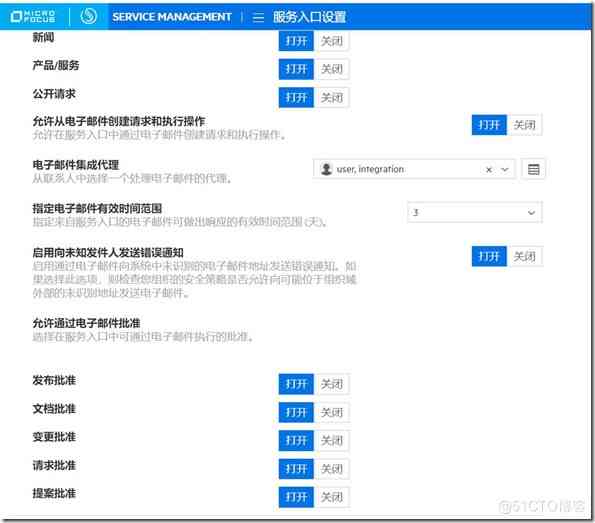 MICRO FOCUS SERVICE MANAGEMENT 服务入口设置
新闻 打开 关闭
产品/服务 打开 关闭
公开请求 打开 关闭
允许从电子邮件创建请求和执行操作 打开 关闭
允许在服务入口中通过电子邮件创建请求和执行操作。
电子邮件集成代理 user, integration
从联系人中选择一个处理电子邮件的代理。
指定电子邮件有效时间范围 3
指定来自服务入口的电子邮件可做出响应的有效时间范围 (天)。
启用向未知发件人发送错误通知 打开 关闭
启用通过电子邮件向系统中未识别的电子邮件地址发送错误通知。如
果选择此选项，则检查您组织的安全策略是否允许向可能位于组织域
外部的未识别地址发送电子邮件。
允许通过电子邮件批准
选择在服务入口中可通过电子邮件执行的批准。
发布批准 打开 关闭
文档批准 打开 关闭
变更批准 打开 关闭
请求批准 打开 关闭
提案批准 打开 关闭
@51CTO博客